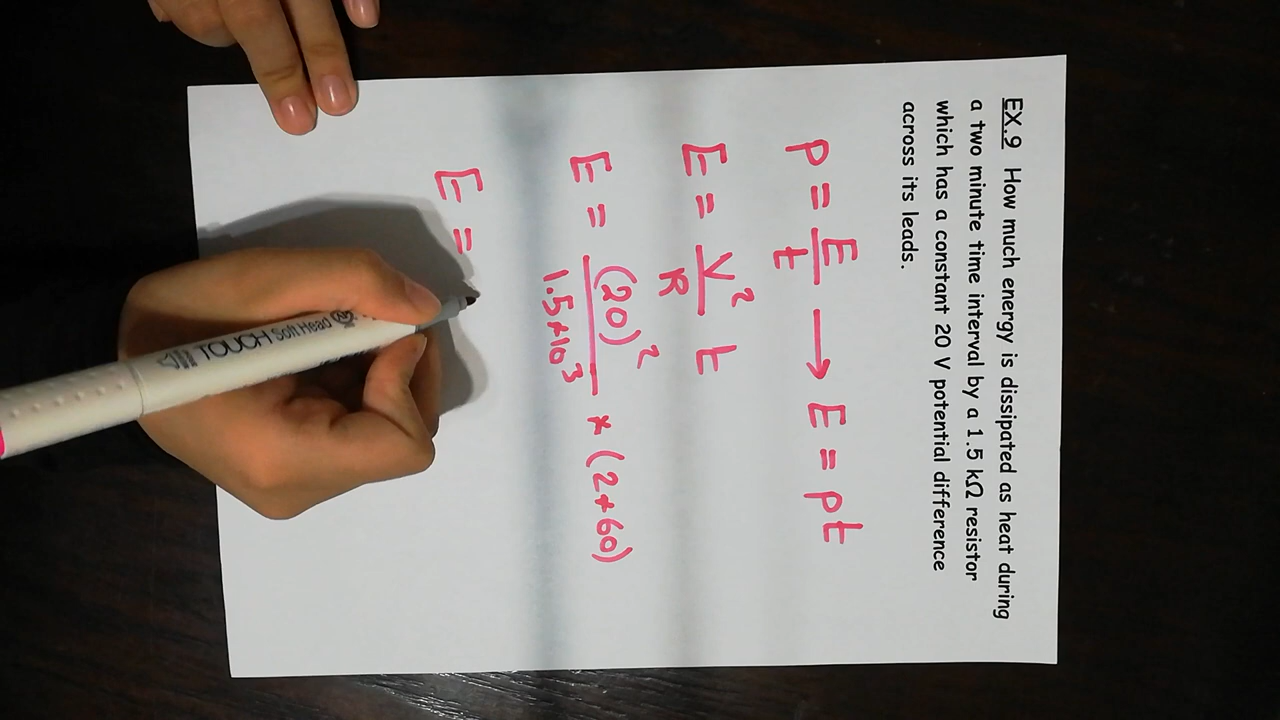 EX.9 How much energy is dissipated as heat during
a two minute time interval by a 1.5 kΩ resistor
which has a constant 20 V potential difference
across its leads.
P = E/t → E = pt
E = V²/R t
E = (20)²/1.5×10³ × (2×60)
E =
TOUCH Soft Head